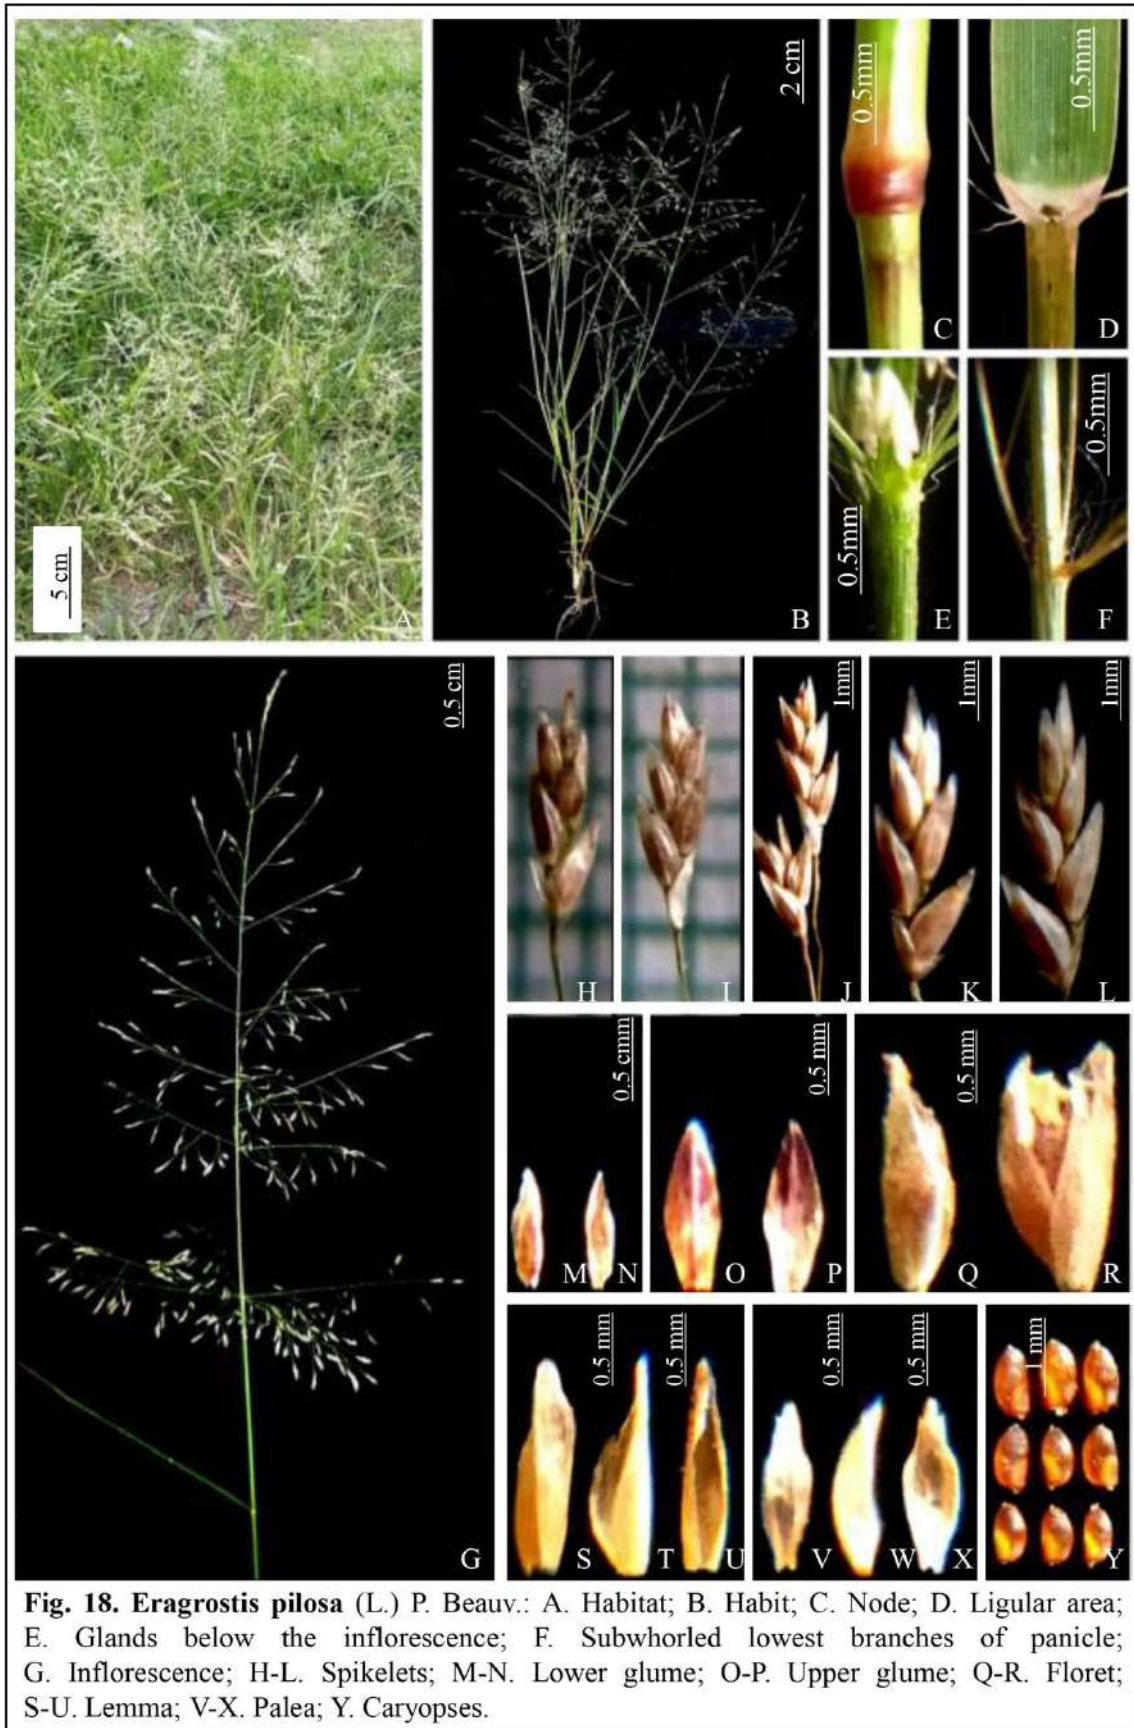 5 cm
A
2 cm
B
0.5mm
C
0.5mm
D
0.5mm
E
0.5mm
F
0.5 cm
G
H
I
1mm
J
1mm
K
1mm
L
0.5 cmm
M N
0.5 mm
O P
0.5 mm
Q R
0.5 mm
0.5 mm
S T U
0.5 mm
0.5 mm
V W X
1 mm
Y
Fig. 18. Eragrostis pilosa (L.) P. Beauv.: A. Habitat; B. Habit; C. Node; D. Ligular area;
E. Glands below the inflorescence; F. Subwhorled lowest branches of panicle;
G. Inflorescence; H-L. Spikelets; M-N. Lower glume; O-P. Upper glume; Q-R. Floret;
S-U. Lemma; V-X. Palea; Y. Caryopses.